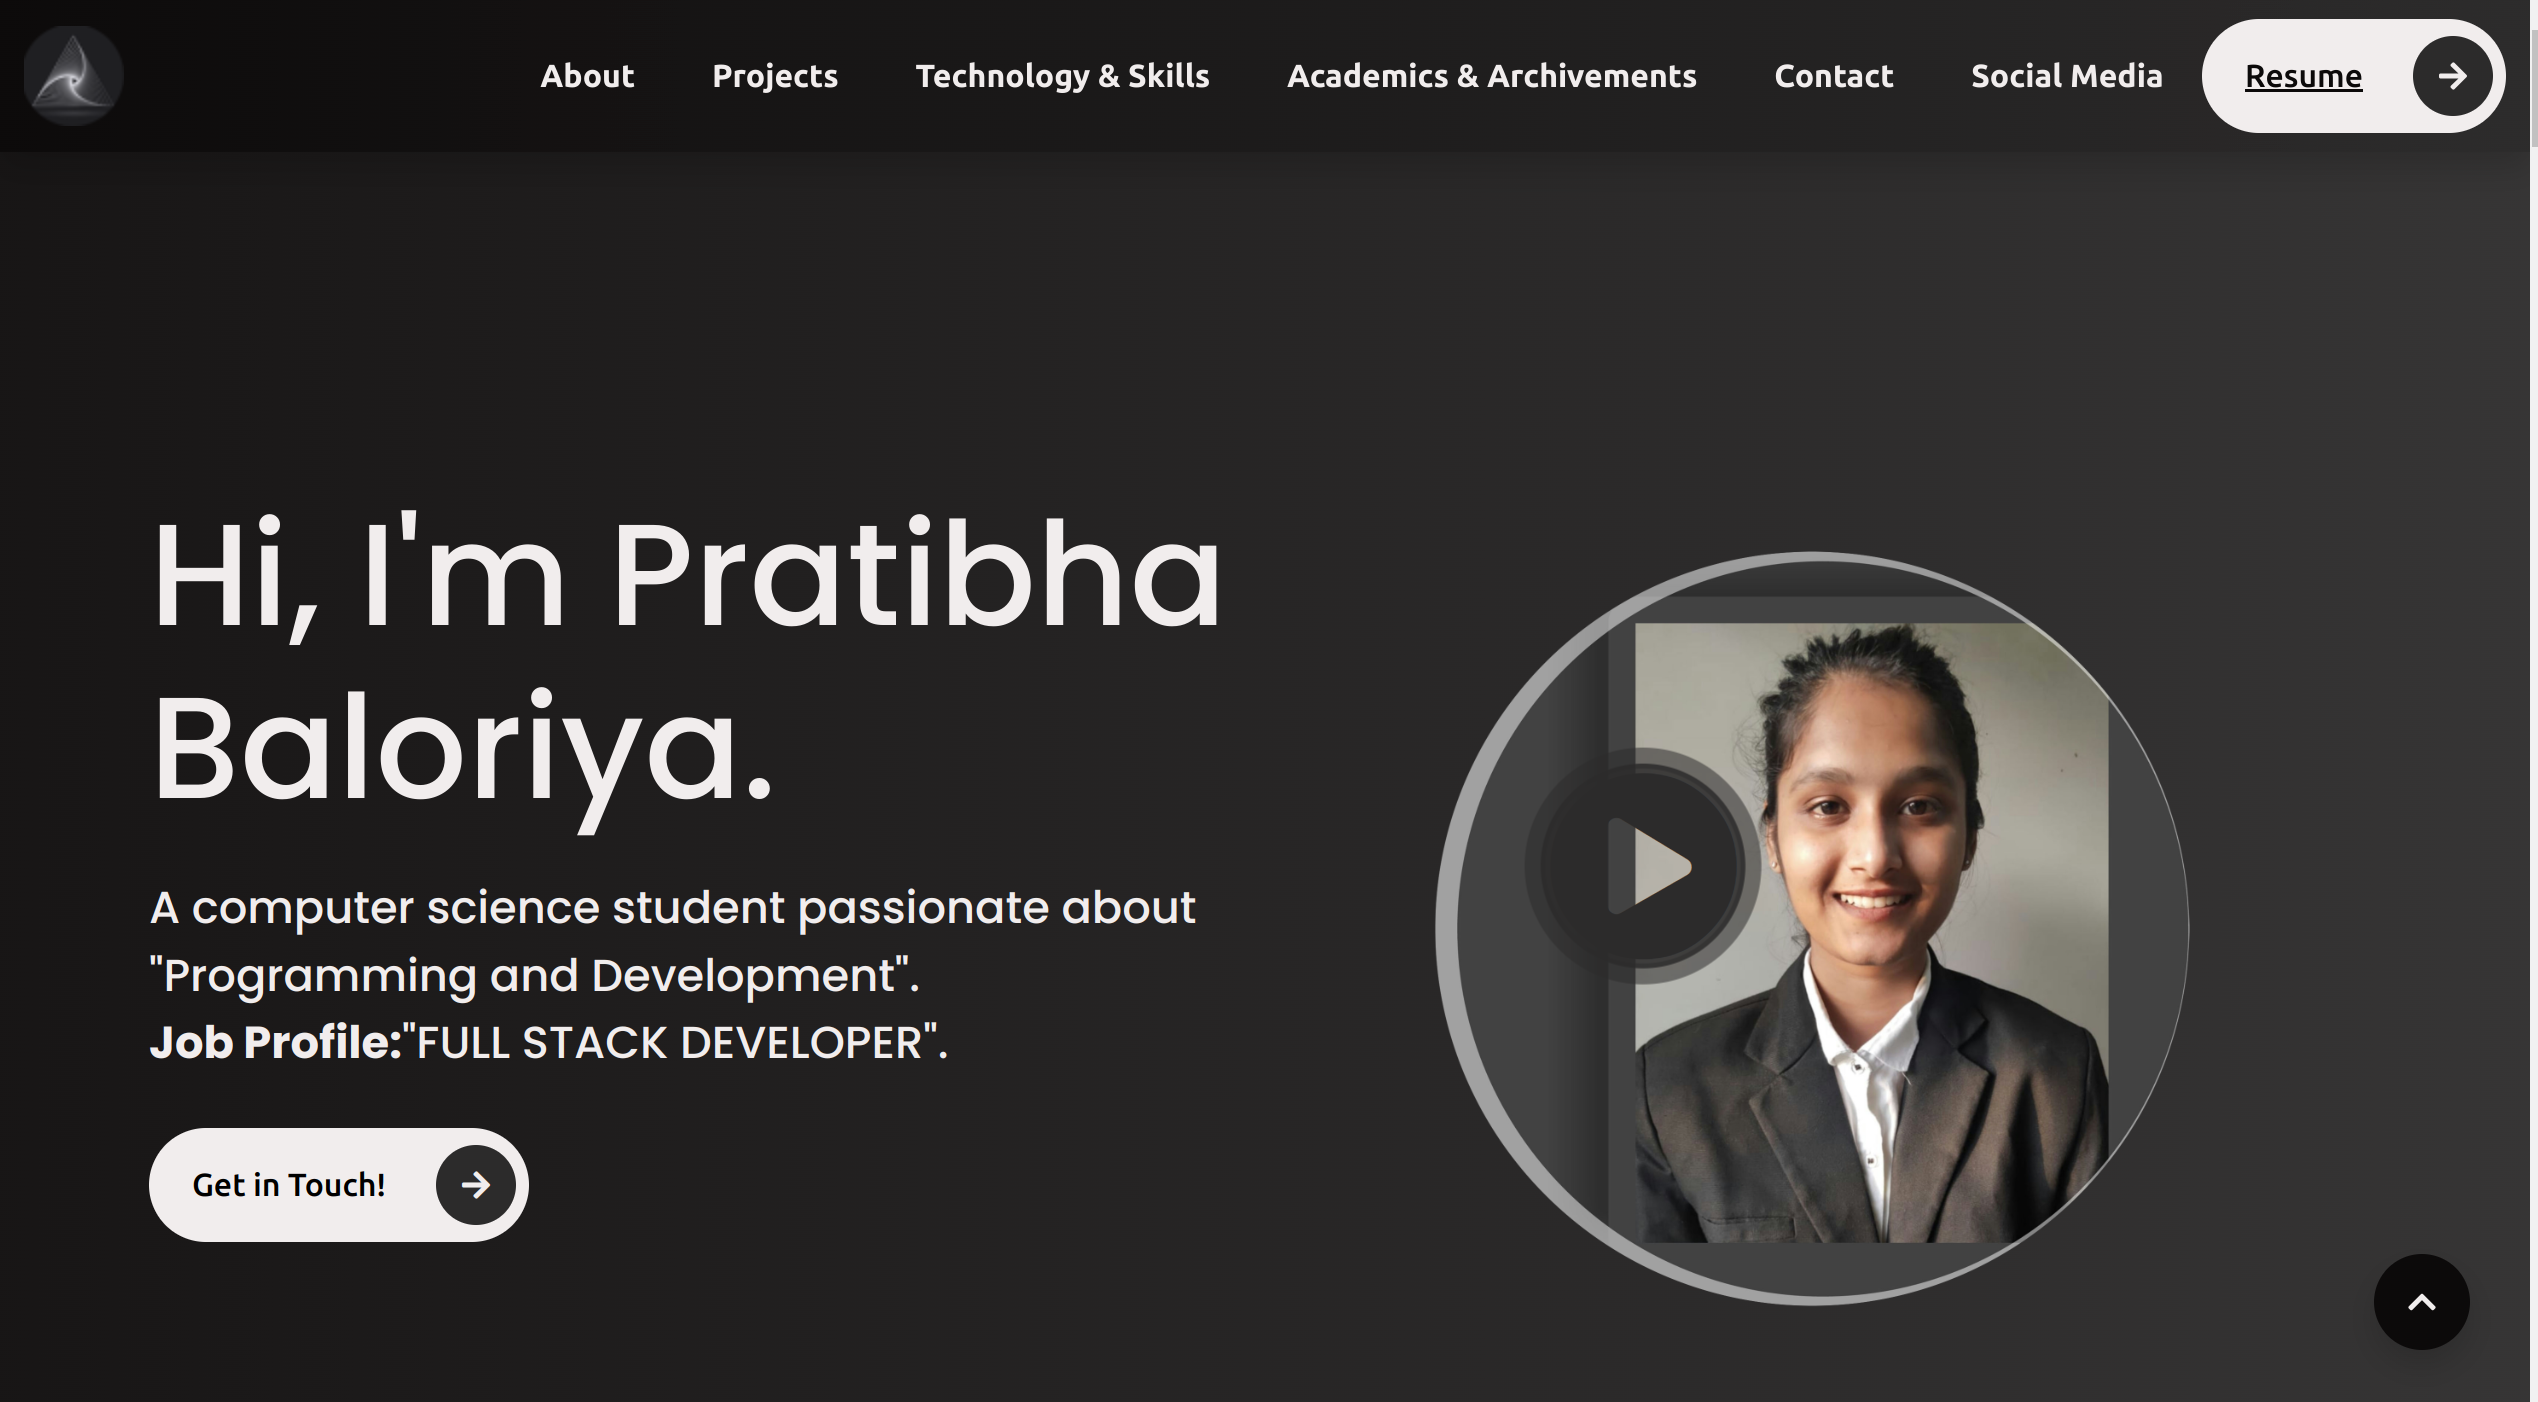 About Projects Technology & Skills Academics & Archivements Contact Social Media Resume
Hi, I'm Pratibha
Baloriya.
A computer science student passionate about
"Programming and Development".
Job Profile:"FULL STACK DEVELOPER".
Get in Touch!